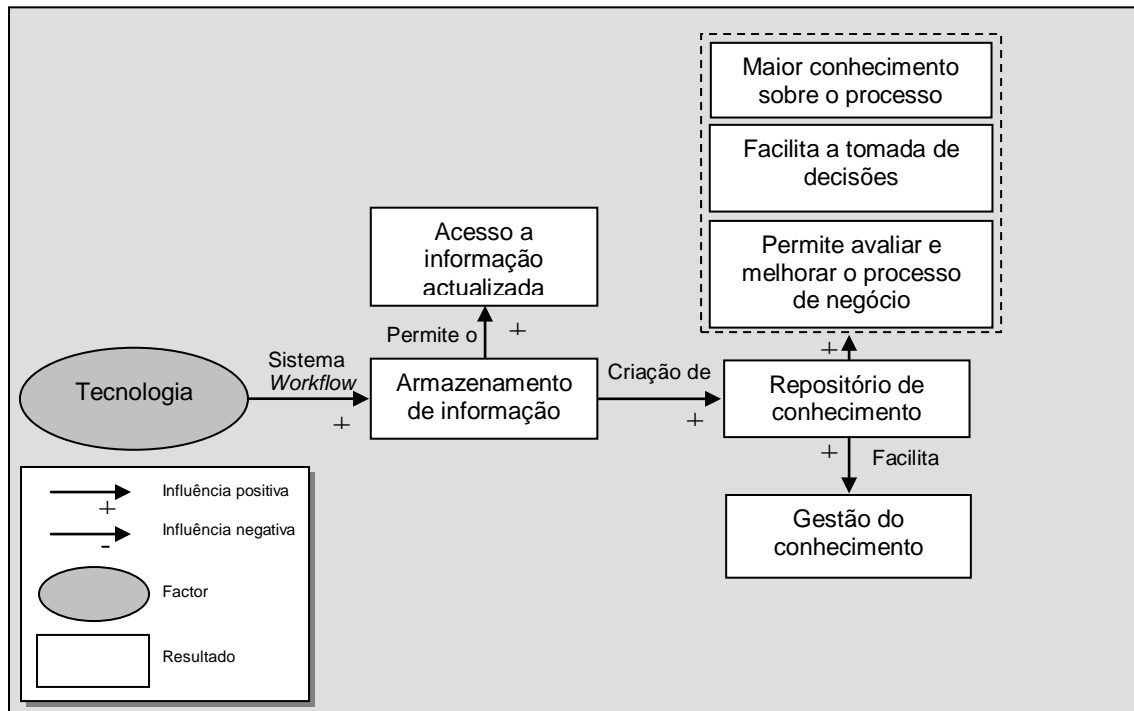 Maior conhecimento
sobre o processo
Facilita a tomada de
decisões
Permite avaliar e
melhorar o processo
de negócio
+
Acesso a
informação
actualizada
Permite o
+
Tecnologia
Sistema
Workflow
+
Armazenamento
de informação
Criação de
+
Repositório de
conhecimento
+
Facilita
Gestão do
conhecimento
+
Influência positiva
-
Influência negativa
Factor
Resultado